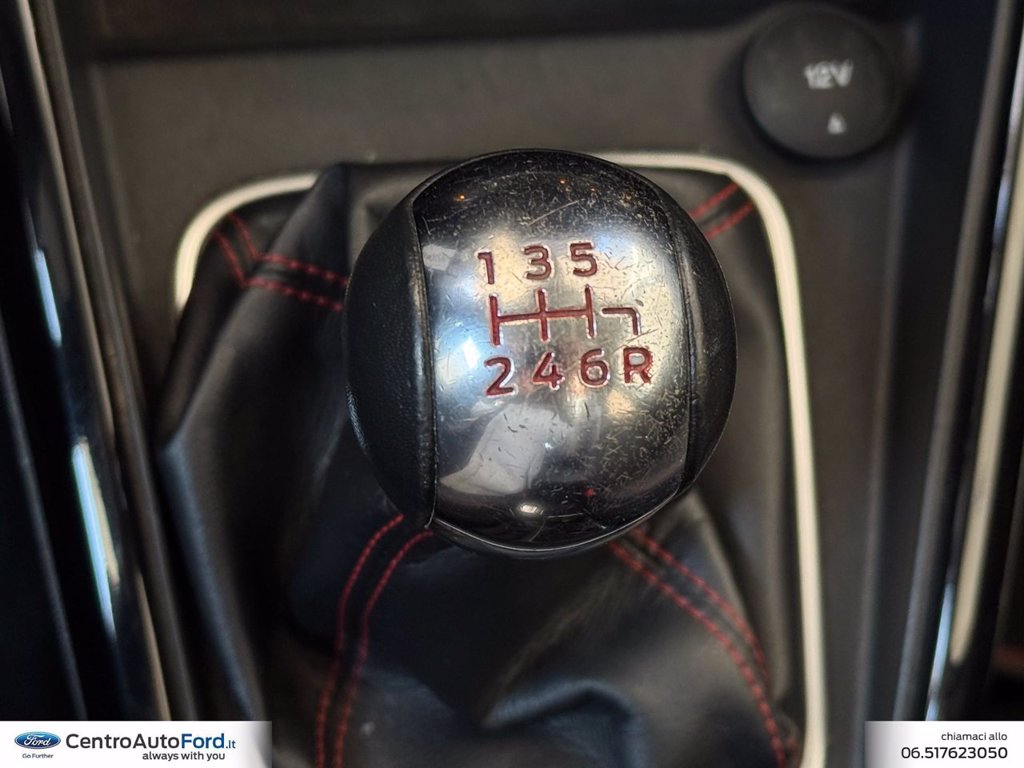 12V
1 3 5
2 4 6 R
Ford
Go Further
CentroAutoFord.it
always with you
chiamaci allo
06.517623050